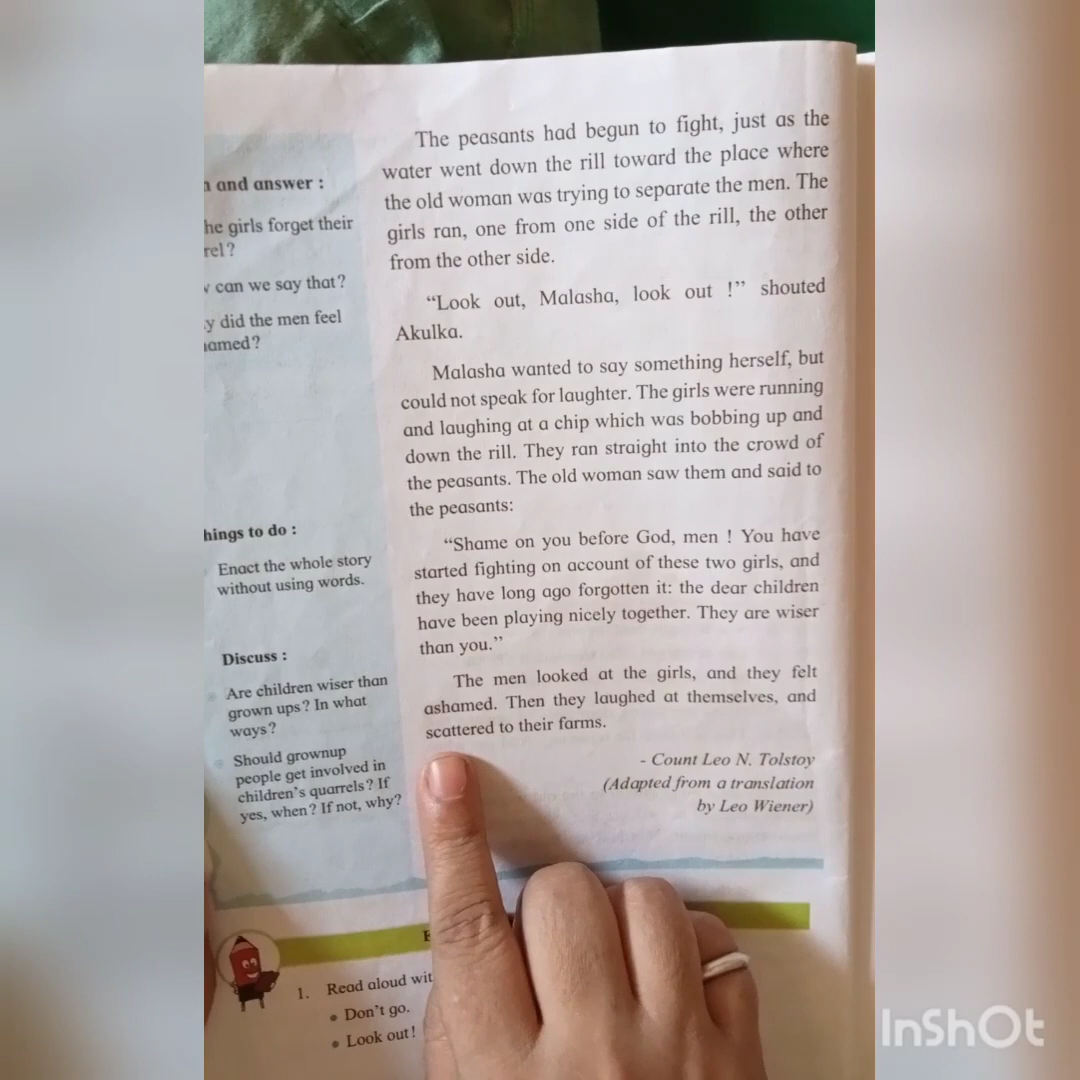 and answer :
he girls forget their
rel?
can we say that?
y did the men feel
amed?
hings to do :
Enact the whole story
without using words.
Discuss :
Are children wiser than
grown ups? In what
ways?
Should grownup
people get involved in
children's quarrels? If
yes, when? If not, why?
The peasants had begun to fight, just as the
water went down the rill toward the place where
the old woman was trying to separate the men. The
girls ran, one from one side of the rill, the other
from the other side.
“Look out, Malasha, look out !” shouted
Akulka.
Malasha wanted to say something herself, but
could not speak for laughter. The girls were running
and laughing at a chip which was bobbing up and
down the rill. They ran straight into the crowd of
the peasants. The old woman saw them and said to
the peasants:
“Shame on you before God, men ! You have
started fighting on account of these two girls, and
they have long ago forgotten it: the dear children
have been playing nicely together. They are wiser
than you.”
The men looked at the girls, and they felt
ashamed. Then they laughed at themselves, and
scattered to their farms.
- Count Leo N. Tolstoy
(Adapted from a translation
by Leo Wiener)
1. Read aloud wit
• Don't go.
• Look out!
InShOt